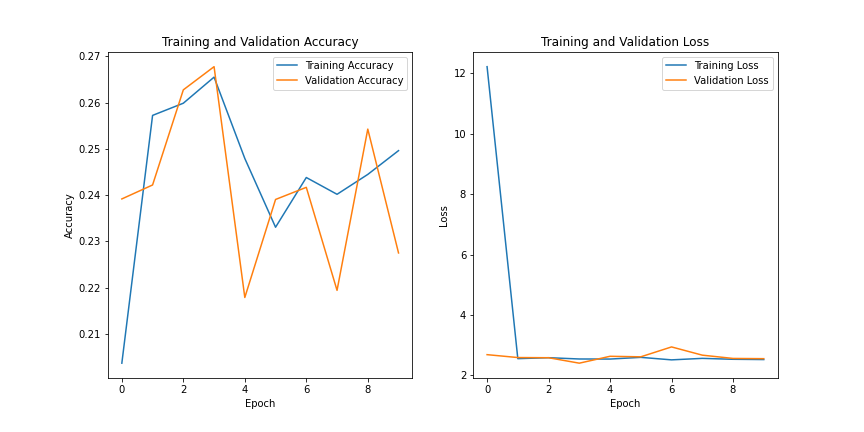 Training and Validation Accuracy
Training Accuracy
Validation Accuracy
0.27
0.26
0.25
0.24
0.23
0.22
0.21
Accuracy
0
2
4
6
8
Epoch
Training and Validation Loss
Training Loss
Validation Loss
12
10
8
6
4
2
Loss
0
2
4
6
8
Epoch